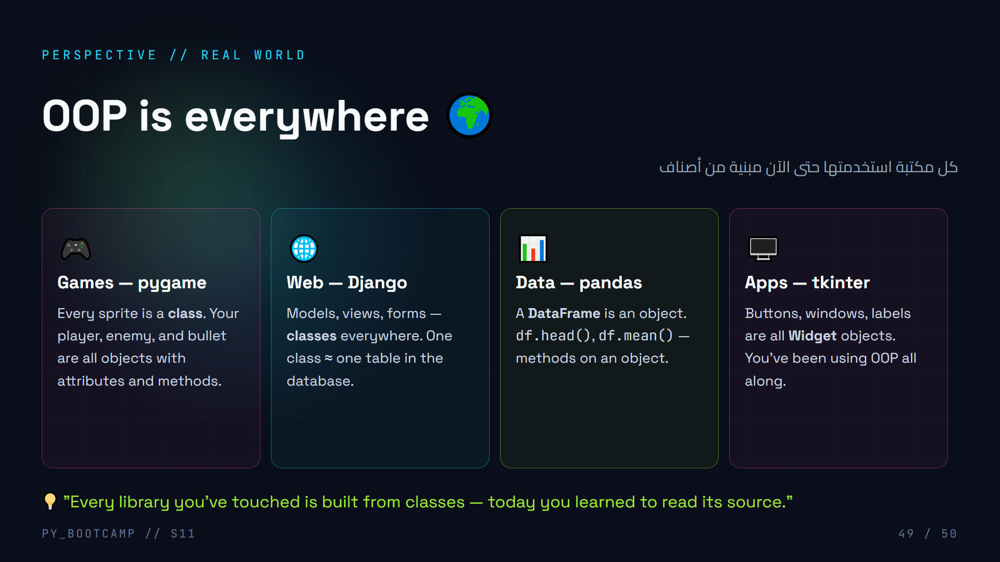 PERSPECTIVE // REAL WORLD
OOP is everywhere
كل مكتبة استخدمتها حتى الآن مبنية من أصناف
Games — pygame
Every sprite is a class. Your
player, enemy, and bullet
are all objects with
attributes and methods.
Web — Django
Models, views, forms —
classes everywhere. One
class ≈ one table in the
database.
Data — pandas
A DataFrame is an object.
df.head(), df.mean() —
methods on an object.
Apps — tkinter
Buttons, windows, labels
are all Widget objects.
You’ve been using OOP all
along.
”Every library you’ve touched is built from classes — today you learned to read its source.”
PY_BOOTCAMP // S11
49 / 50